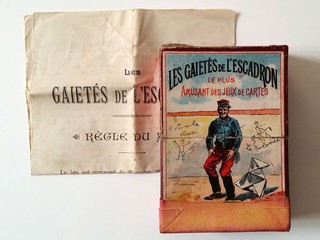 LES
GAIETÉS DE L'ESC
RÈGLE DU
LES GAIETÉS DE L'ESCADRON
LE PLUS
AMUSANT DES JEUX DE CARTES